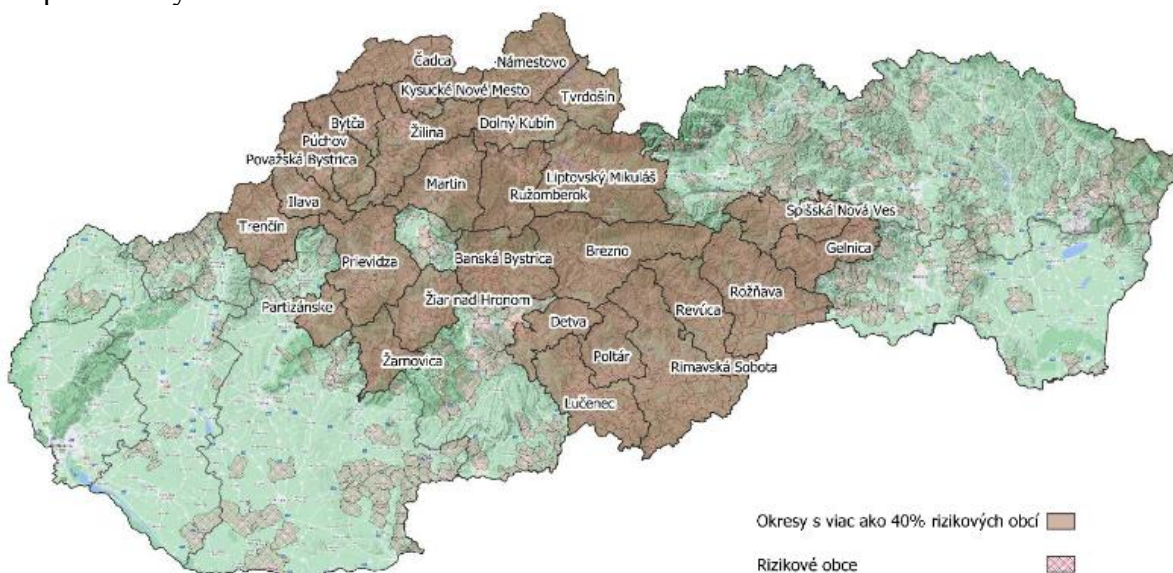 Čadca
Námestovo
Kysucké Nové Mesto
Tvrdošín
Bytča
Dolný Kubín
Púchov
Žilina
Považská Bystrica
Martin
Liptovský Mikuláš
Ružomberok
Ilava
Spišská Nová Ves
Trenčín
Gelnica
Prievidza
Banská Bystrica
Brezno
Rožňava
Partizánske
Žiar nad Hronom
Revúca
Detva
Poltár
Žarnovica
Rimavská Sobota
Lučenec
Okresy s viac ako 40% rizikových obcí
Rizikové obce